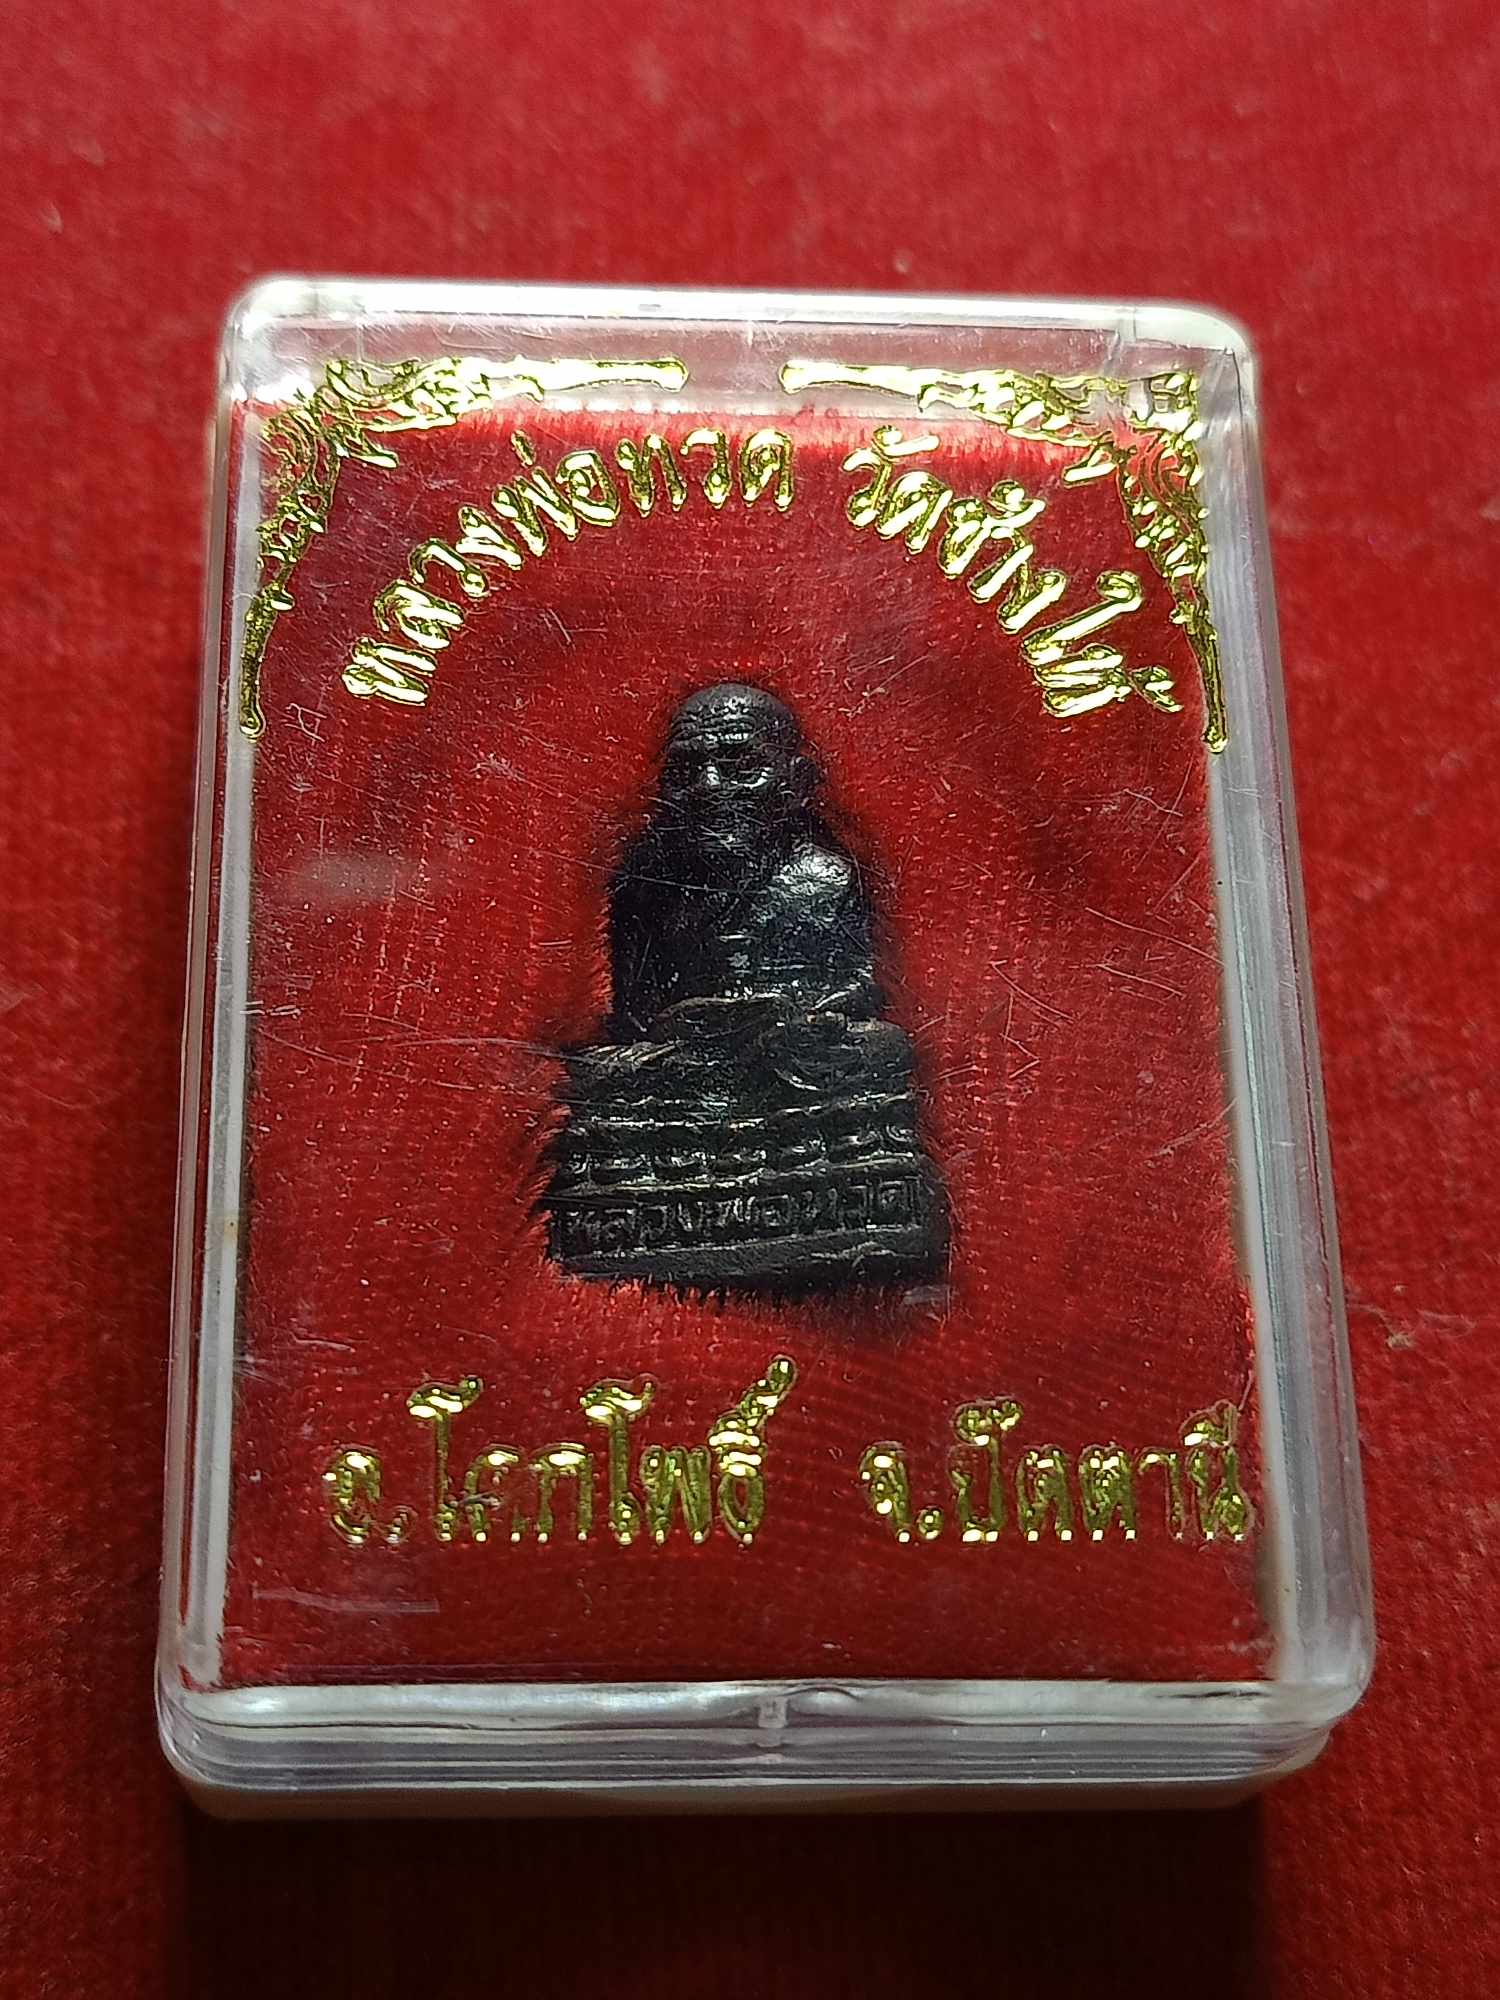 หลวงพ่อทวด วัดช้างไห้
หลวงพ่อทวด
อ.โคกโพธิ์ จ.ปัตตานี